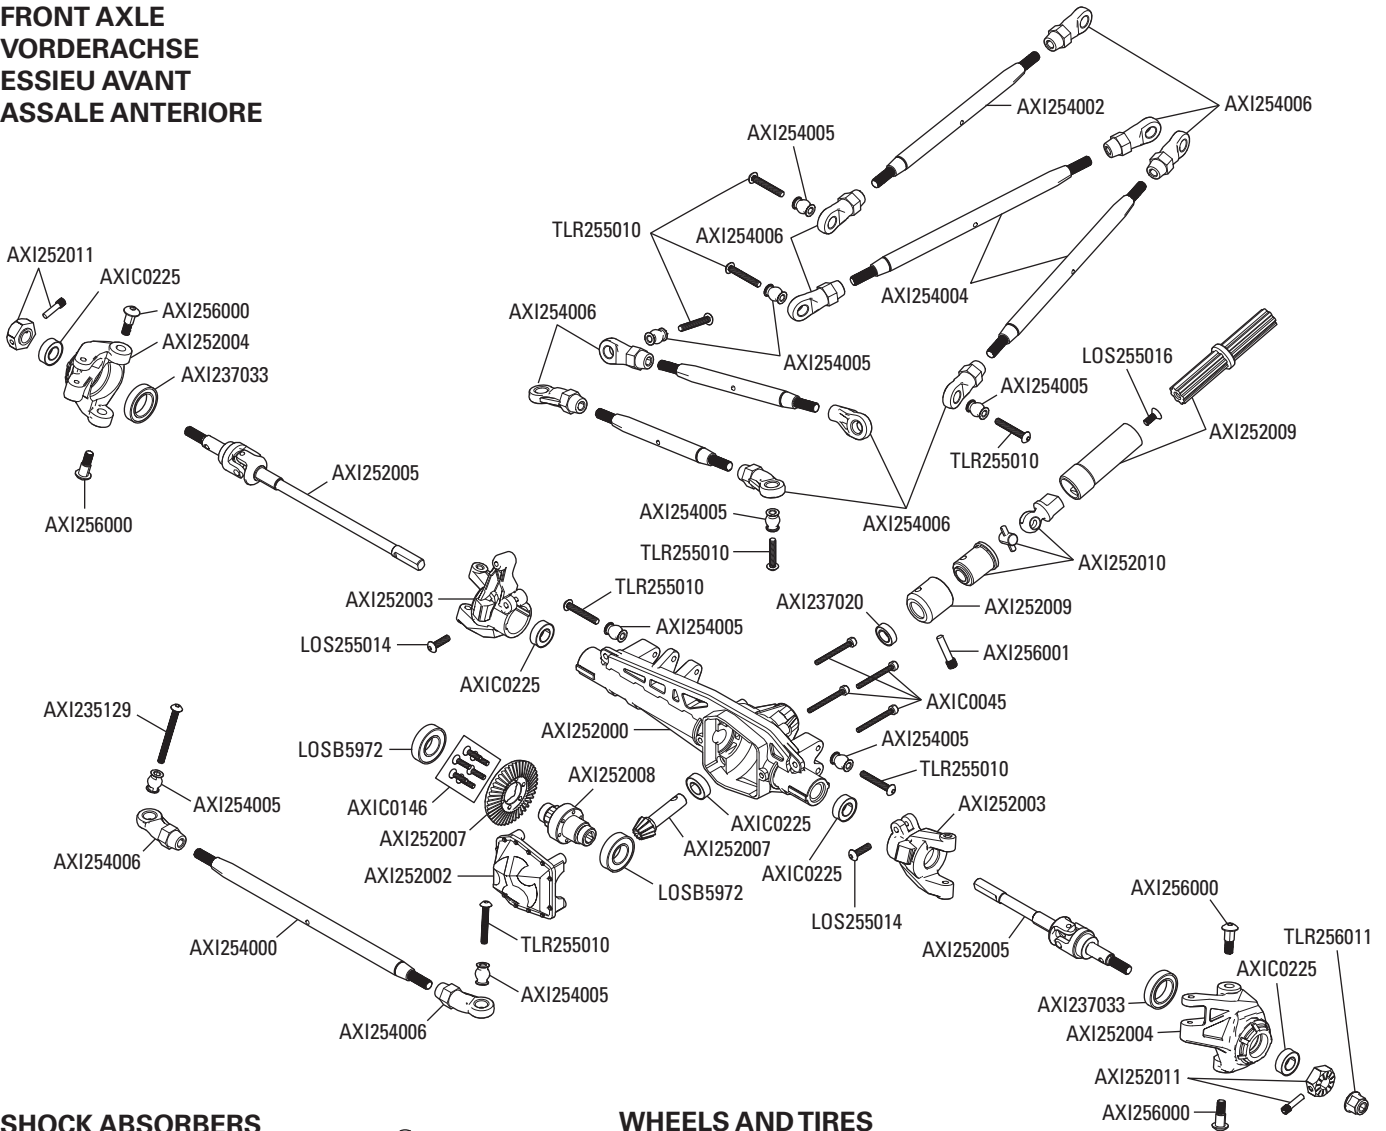 FRONT AXLE
VORDERACHSE
ESSIEU AVANT
ASSALE ANTERIORE
AXI254002
AXI254006
AXI254005
TLR255010
AXI254006
AXI254004
AXI252011
AXIC0225
AXI256000
AXI252004
AXI237033
AXI254006
AXI254005
LOS255016
AXI254005
AXI252009
TLR255010
AXI252005
AXI256000
AXI254005
AXI254006
TLR255010
AXI252010
AXI252003
TLR255010
AXI237020
AXI252009
LOS255014
AXI254005
AXI256001
AXIC0225
AXIC0045
AXI235129
AXI252000
LOSB5972
AXI254005
AXI252008
TLR255010
AXI254005
AXIC0146
AXI252003
AXI252007
AXIC0225
AXI252007
AXI254006
AXI252002
AXIC0225
LOSB5972
AXI256000
LOS255014
AXI254000
TLR255010
AXI252005
TLR256011
AXIC0225
AXI254005
AXI237033
AXI254006
AXI252004
AXI252011
AXI256000
SHOCK ABSORBERS
WHEELS AND TIRES